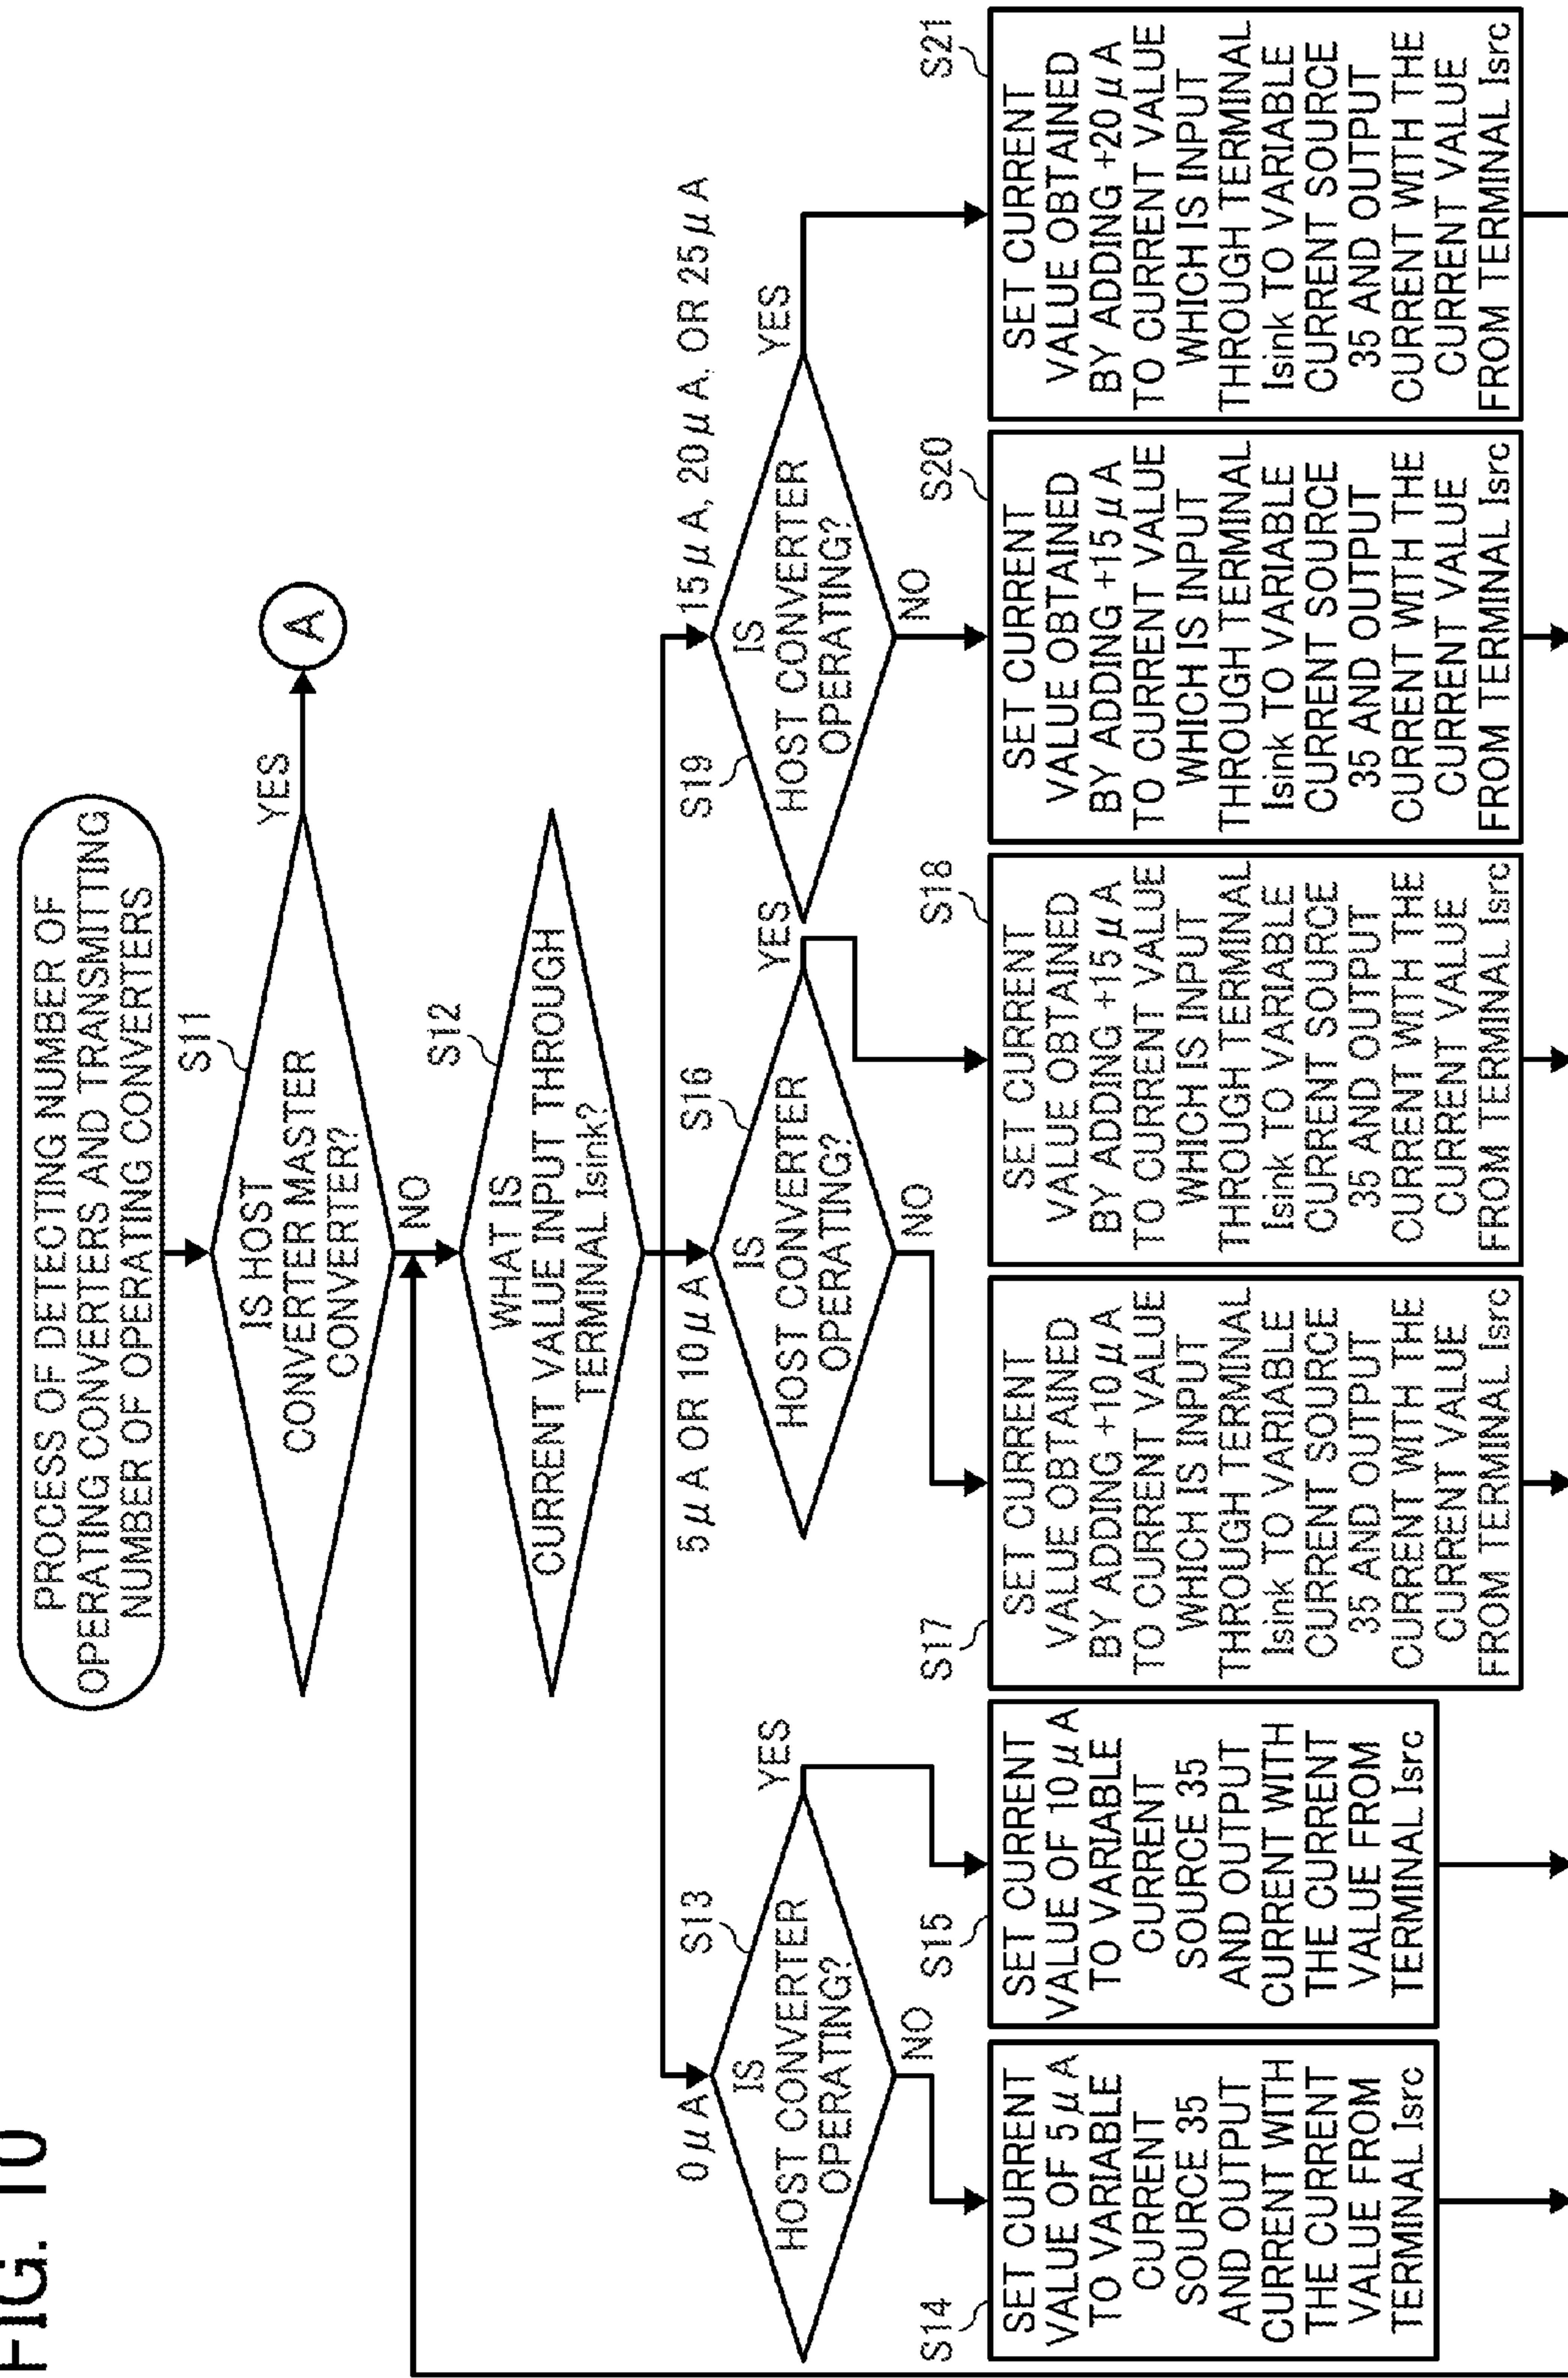 FIG. 10
PROCESS OF DETECTING NUMBER OF
OPERATING CONVERTERS AND TRANSMITTING
NUMBER OF OPERATING CONVERTERS
S11
IS HOST
CONVERTER MASTER
CONVERTER?
YES
A
NO
S12
WHAT IS
CURRENT VALUE INPUT THROUGH
TERMINAL Isink?
0μA
S13
IS
HOST CONVERTER
OPERATING?
YES
NO
5μA OR 10μA
S16
IS
HOST CONVERTER
OPERATING?
YES
NO
15μA, 20μA, OR 25μA
S19
IS
HOST CONVERTER
OPERATING?
YES
NO
S14
SET CURRENT
VALUE OF 5μA
TO VARIABLE
CURRENT
SOURCE 35
AND OUTPUT
CURRENT WITH
THE CURRENT
VALUE FROM
TERMINAL Isrc
S15
SET CURRENT
VALUE OF 10μA
TO VARIABLE
CURRENT
SOURCE 35
AND OUTPUT
CURRENT WITH
THE CURRENT
VALUE FROM
TERMINAL Isrc
S17
SET CURRENT
VALUE OBTAINED
BY ADDING +10μA
TO CURRENT VALUE
WHICH IS INPUT
THROUGH TERMINAL
Isink TO VARIABLE
CURRENT SOURCE
35 AND OUTPUT
CURRENT WITH THE
CURRENT VALUE
FROM TERMINAL Isrc
S18
SET CURRENT
VALUE OBTAINED
BY ADDING +15μA
TO CURRENT VALUE
WHICH IS INPUT
THROUGH TERMINAL
Isink TO VARIABLE
CURRENT SOURCE
35 AND OUTPUT
CURRENT WITH THE
CURRENT VALUE
FROM TERMINAL Isrc
S20
SET CURRENT
VALUE OBTAINED
BY ADDING +15μA
TO CURRENT VALUE
WHICH IS INPUT
THROUGH TERMINAL
Isink TO VARIABLE
CURRENT SOURCE
35 AND OUTPUT
CURRENT WITH THE
CURRENT VALUE
FROM TERMINAL Isrc
S21
SET CURRENT
VALUE OBTAINED
BY ADDING +20μA
TO CURRENT VALUE
WHICH IS INPUT
THROUGH TERMINAL
Isink TO VARIABLE
CURRENT SOURCE
35 AND OUTPUT
CURRENT WITH THE
CURRENT VALUE
FROM TERMINAL Isrc